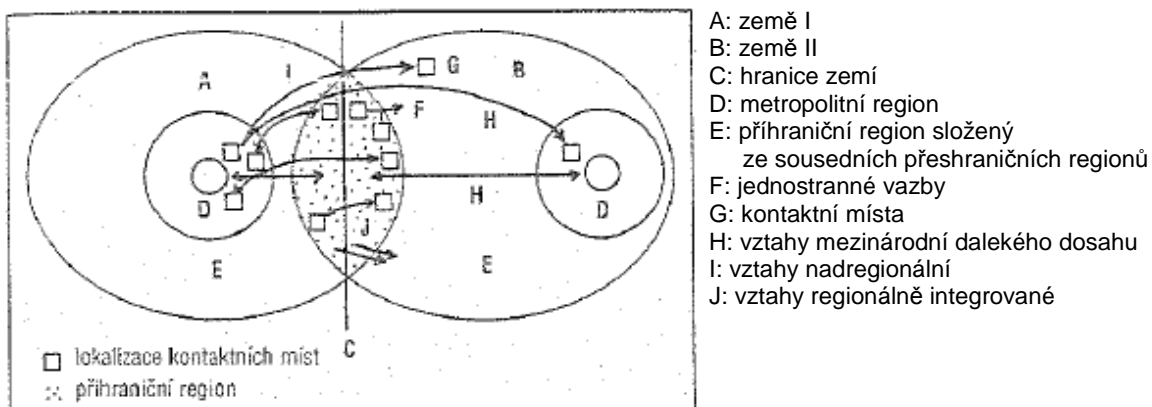 A
I
G
B
F
H
D
H
D
J
E
E
C
lokalizace kontaktních míst
příhraniční region
A: země I
B: země II
C: hranice zemí
D: metropolitní region
E: příhraniční region složený
ze sousedních přeshraničních regionů
F: jednostranné vazby
G: kontaktní místa
H: vztahy mezinárodní dalekého dosahu
I: vztahy nadregionální
J: vztahy regionálně integrované